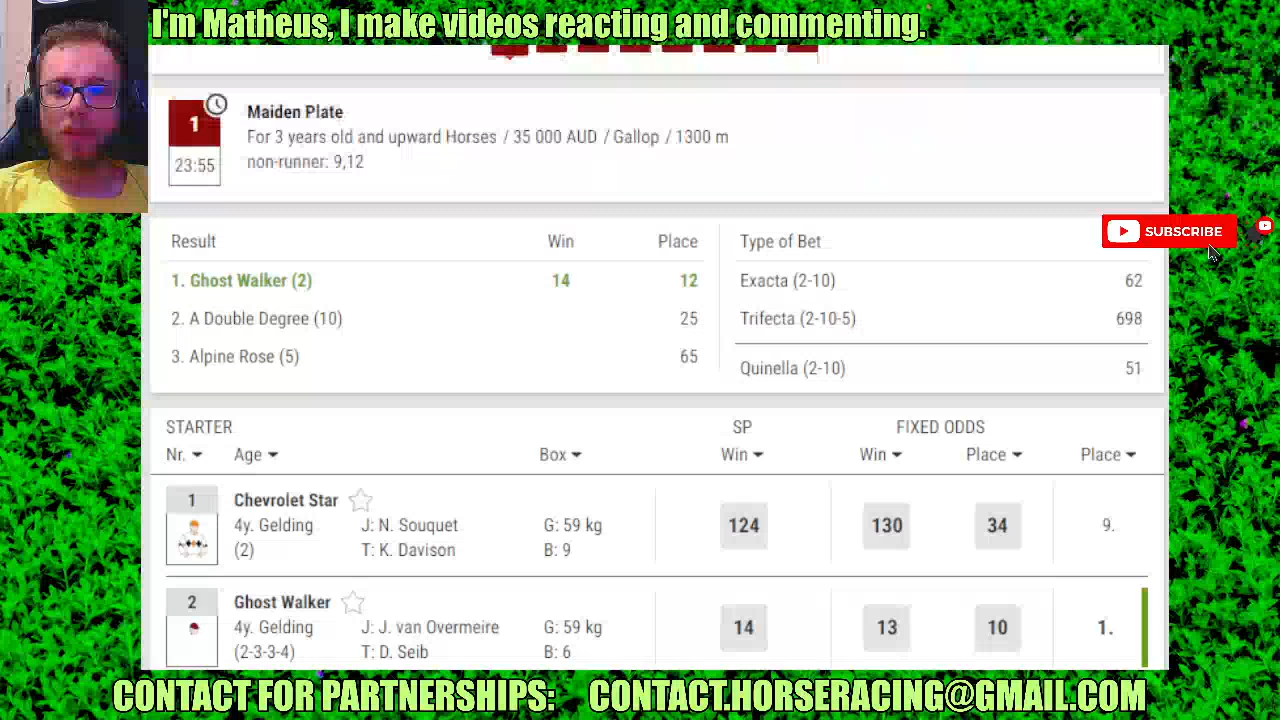 I'm Matheus, I make videos reacting and commenting.
1
Maiden Plate
For 3 years old and upward Horses / 35 000 AUD / Gallop / 1300 m
23:55
non-runner: 9,12
SUBSCRIBE
Result Win Place
1. Ghost Walker (2) 14 12
2. A Double Degree (10) 25
3. Alpine Rose (5) 65
Type of Bet
Exacta (2-10) 62
Trifecta (2-10-5) 698
Quinella (2-10) 51
STARTER SP FIXED ODDS
Nr. Age Box Win Win Place Place
1 Chevrolet Star
4y. Gelding J: N. Souquet G: 59 kg 124 130 34 9.
(2) T: K. Davison B: 9
2 Ghost Walker
4y. Gelding J: J. van Overmeire G: 59 kg 14 13 10 1.
(2-3-3-4) T: D. Seib B: 6
CONTACT FOR PARTNERSHIPS: CONTACT.HORSERACING@GMAIL.COM